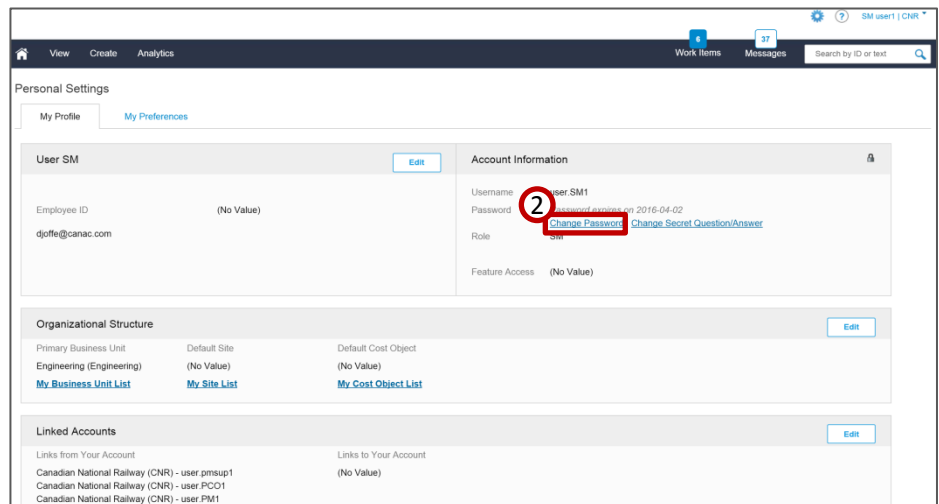 SM user1 | CNR
View Create Analytics
6
Work Items
37
Messages
Search by ID or text
Personal Settings
My Profile My Preferences
User SM
Edit
Employee ID (No Value)
djoffe@canac.com
Account Information
Username user.SM1
2
Password Password expires on 2016-04-02
Change Password Change Secret Question/Answer
Role SM
Feature Access (No Value)
Organizational Structure
Edit
Primary Business Unit Default Site Default Cost Object
Engineering (Engineering) (No Value) (No Value)
My Business Unit List My Site List My Cost Object List
Linked Accounts
Edit
Links from Your Account Links to Your Account
Canadian National Railway (CNR) - user.pmsup1 (No Value)
Canadian National Railway (CNR) - user.PCO1
Canadian National Railway (CNR) - user.PM1